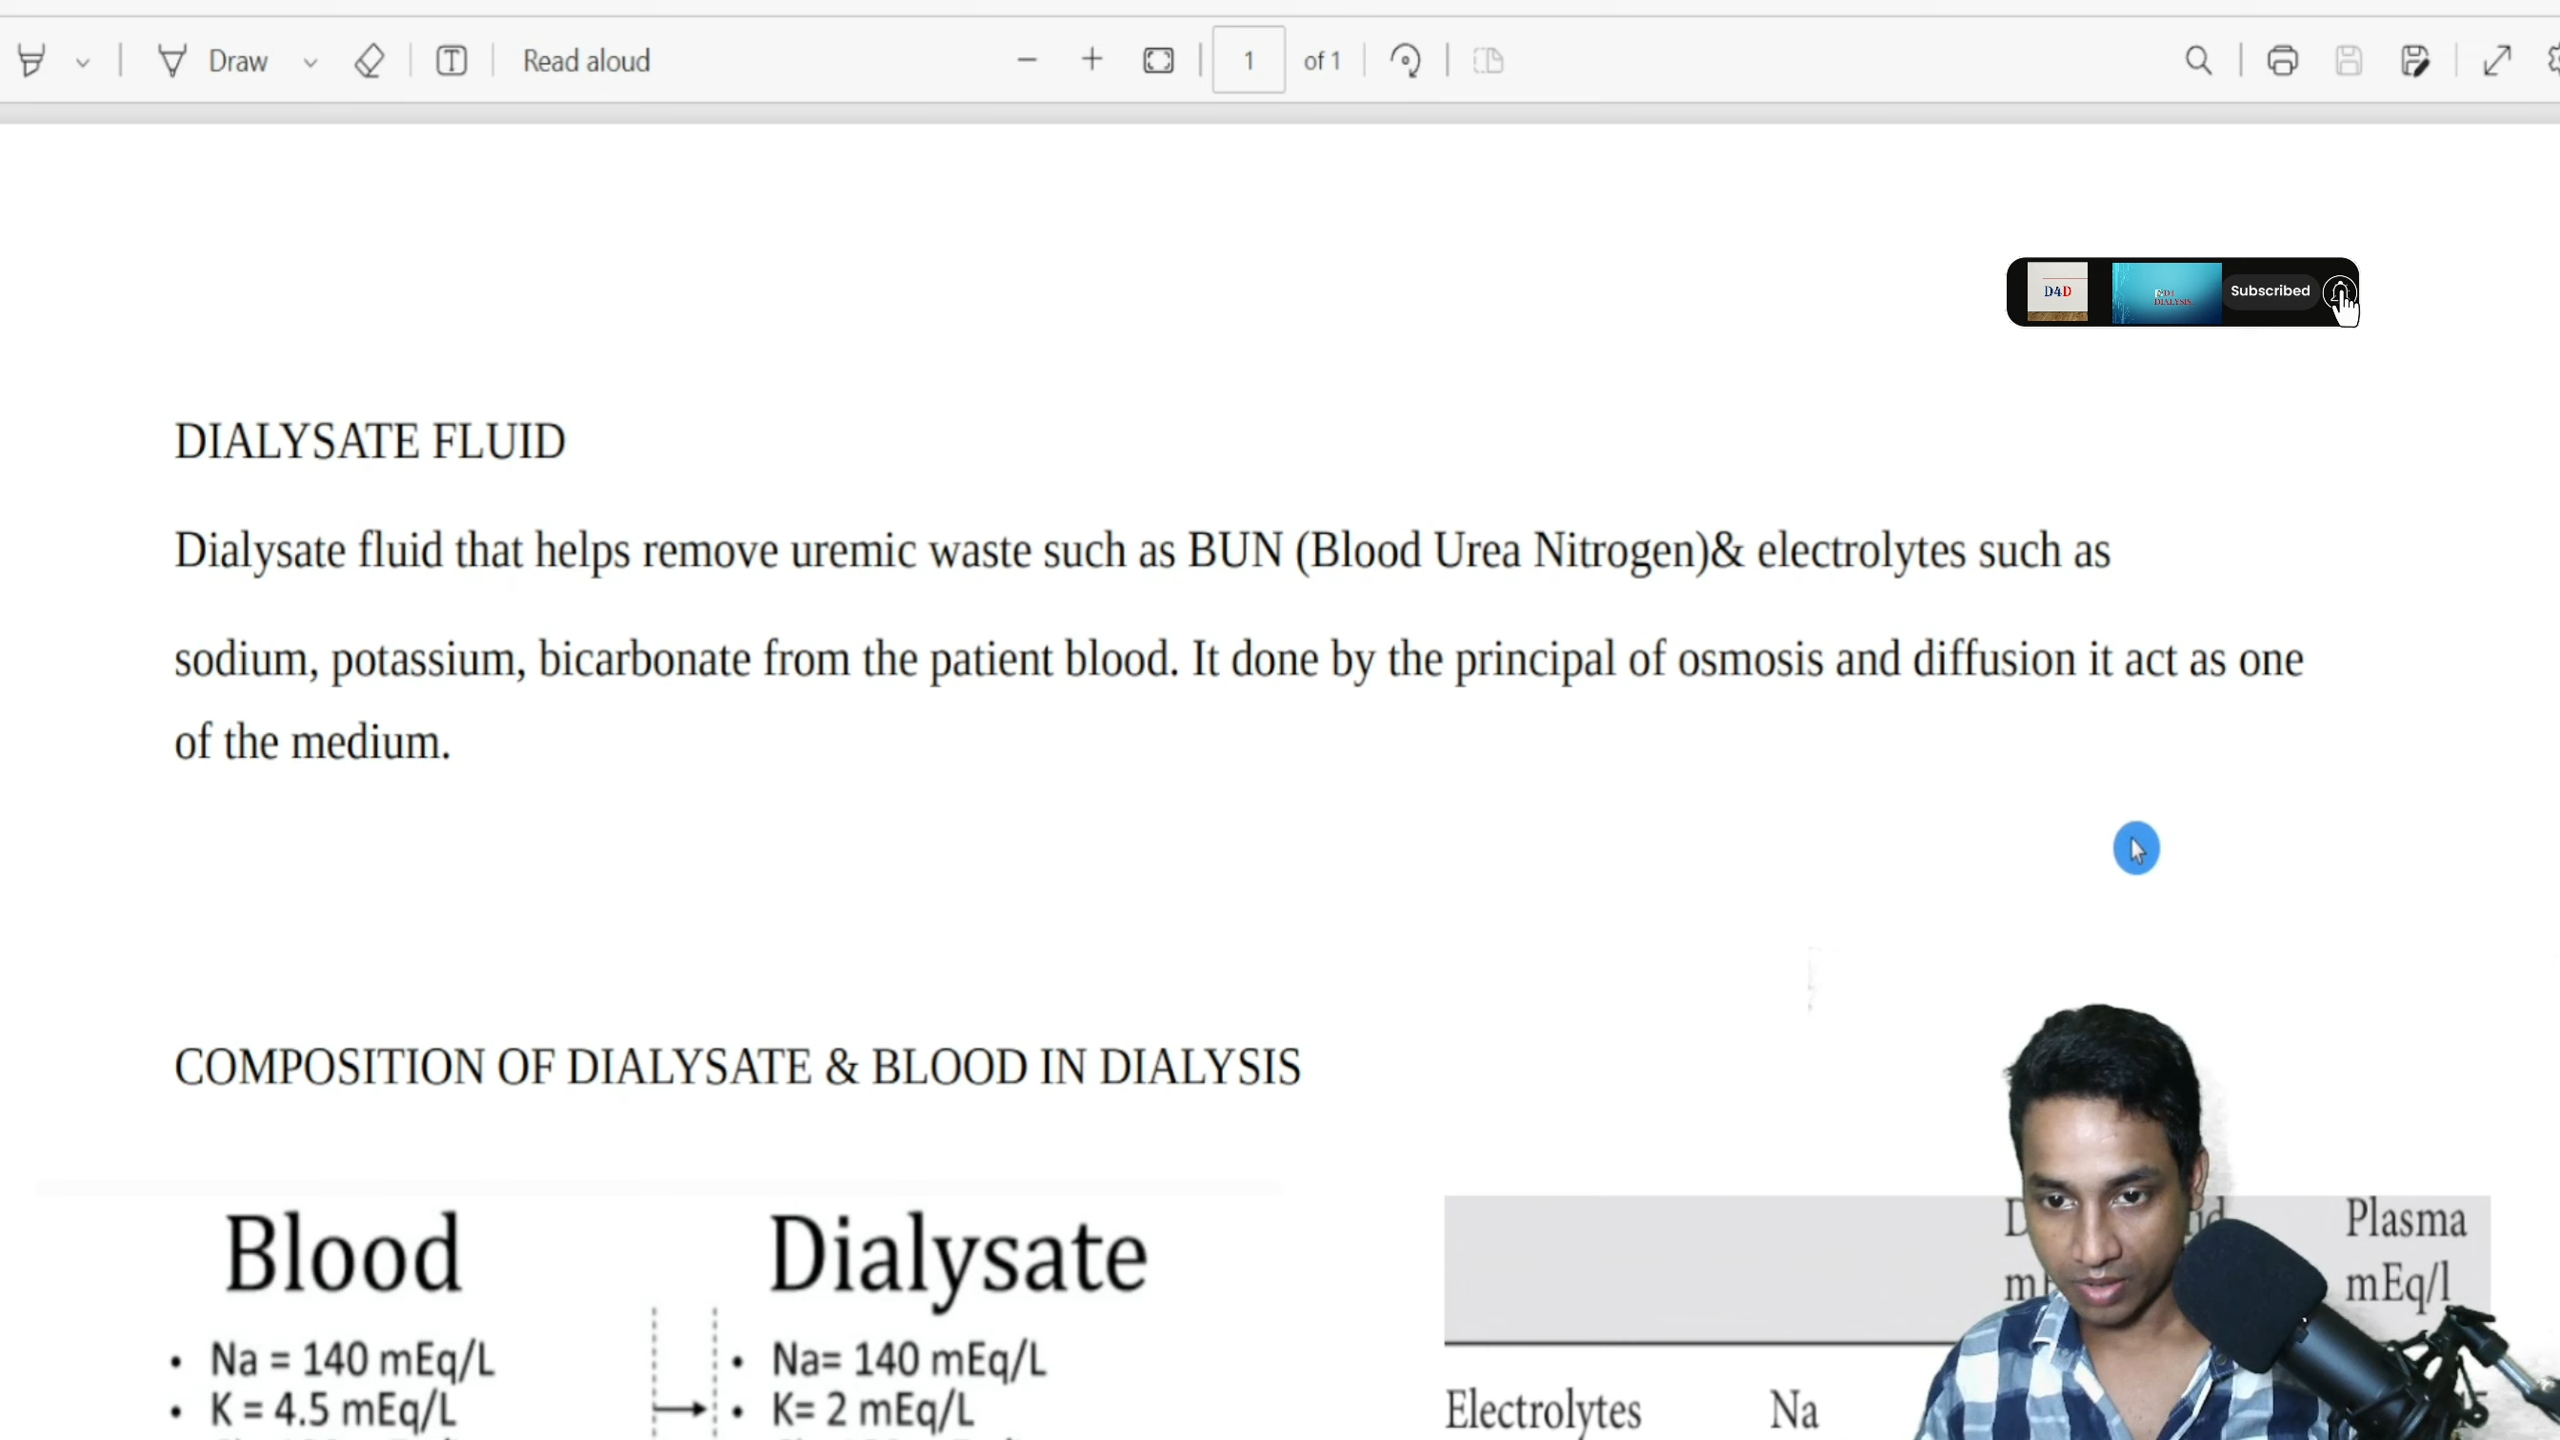 Draw
Read aloud
1
of 1
D4D
Subscribed
DIALYSATE FLUID
Dialysate fluid that helps remove uremic waste such as BUN (Blood Urea Nitrogen)& electrolytes such as
sodium, potassium, bicarbonate from the patient blood. It done by the principal of osmosis and diffusion it act as one
of the medium.
COMPOSITION OF DIALYSATE & BLOOD IN DIALYSIS
Blood
Dialysate
• Na = 140 mEq/L
• Na= 140 mEq/L
• K = 4.5 mEq/L
• K= 2 mEq/L
Plasma
mEq/l
Electrolytes Na